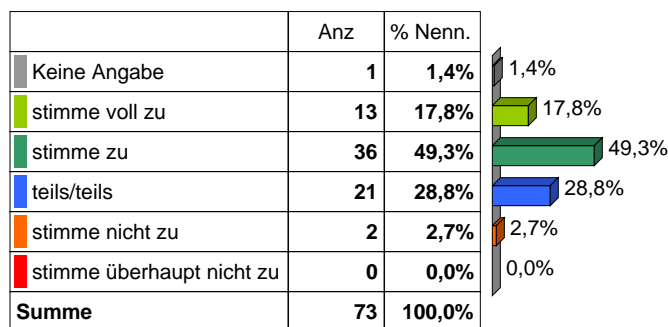 Anz % Nenn.
Keine Angabe 1 1,4% 1,4%
stimme voll zu 13 17,8% 17,8%
stimme zu 36 49,3% 49,3%
teils/teils 21 28,8% 28,8%
stimme nicht zu 2 2,7% 2,7%
stimme überhaupt nicht zu 0 0,0% 0,0%
Summe 73 100,0%